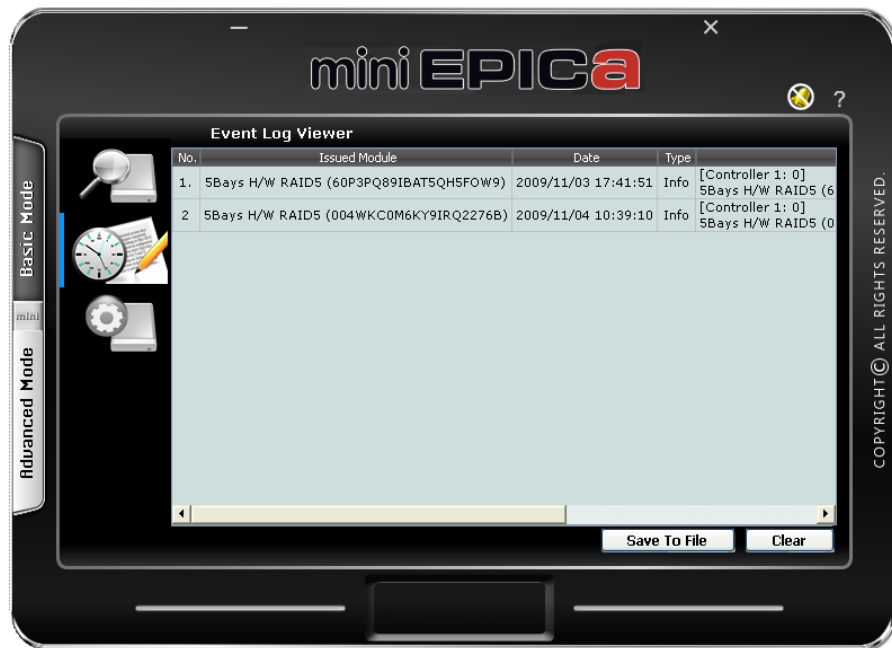 mini EPICa
?
Event Log Viewer
No. Issued Module Date Type
1. 5Bays H/W RAID5 (60P3PQ89IBAT5QH5FOW9) 2009/11/03 17:41:51 Info [Controller 1: 0]
5Bays H/W RAID5 (6
2 5Bays H/W RAID5 (004WKC0M6KY9IRQ2276B) 2009/11/04 10:39:10 Info [Controller 1: 0]
5Bays H/W RAID5 (0
Basic Mode
mini
Advanced Mode
Save To File Clear
COPYRIGHT© ALL RIGHTS RESERVED.